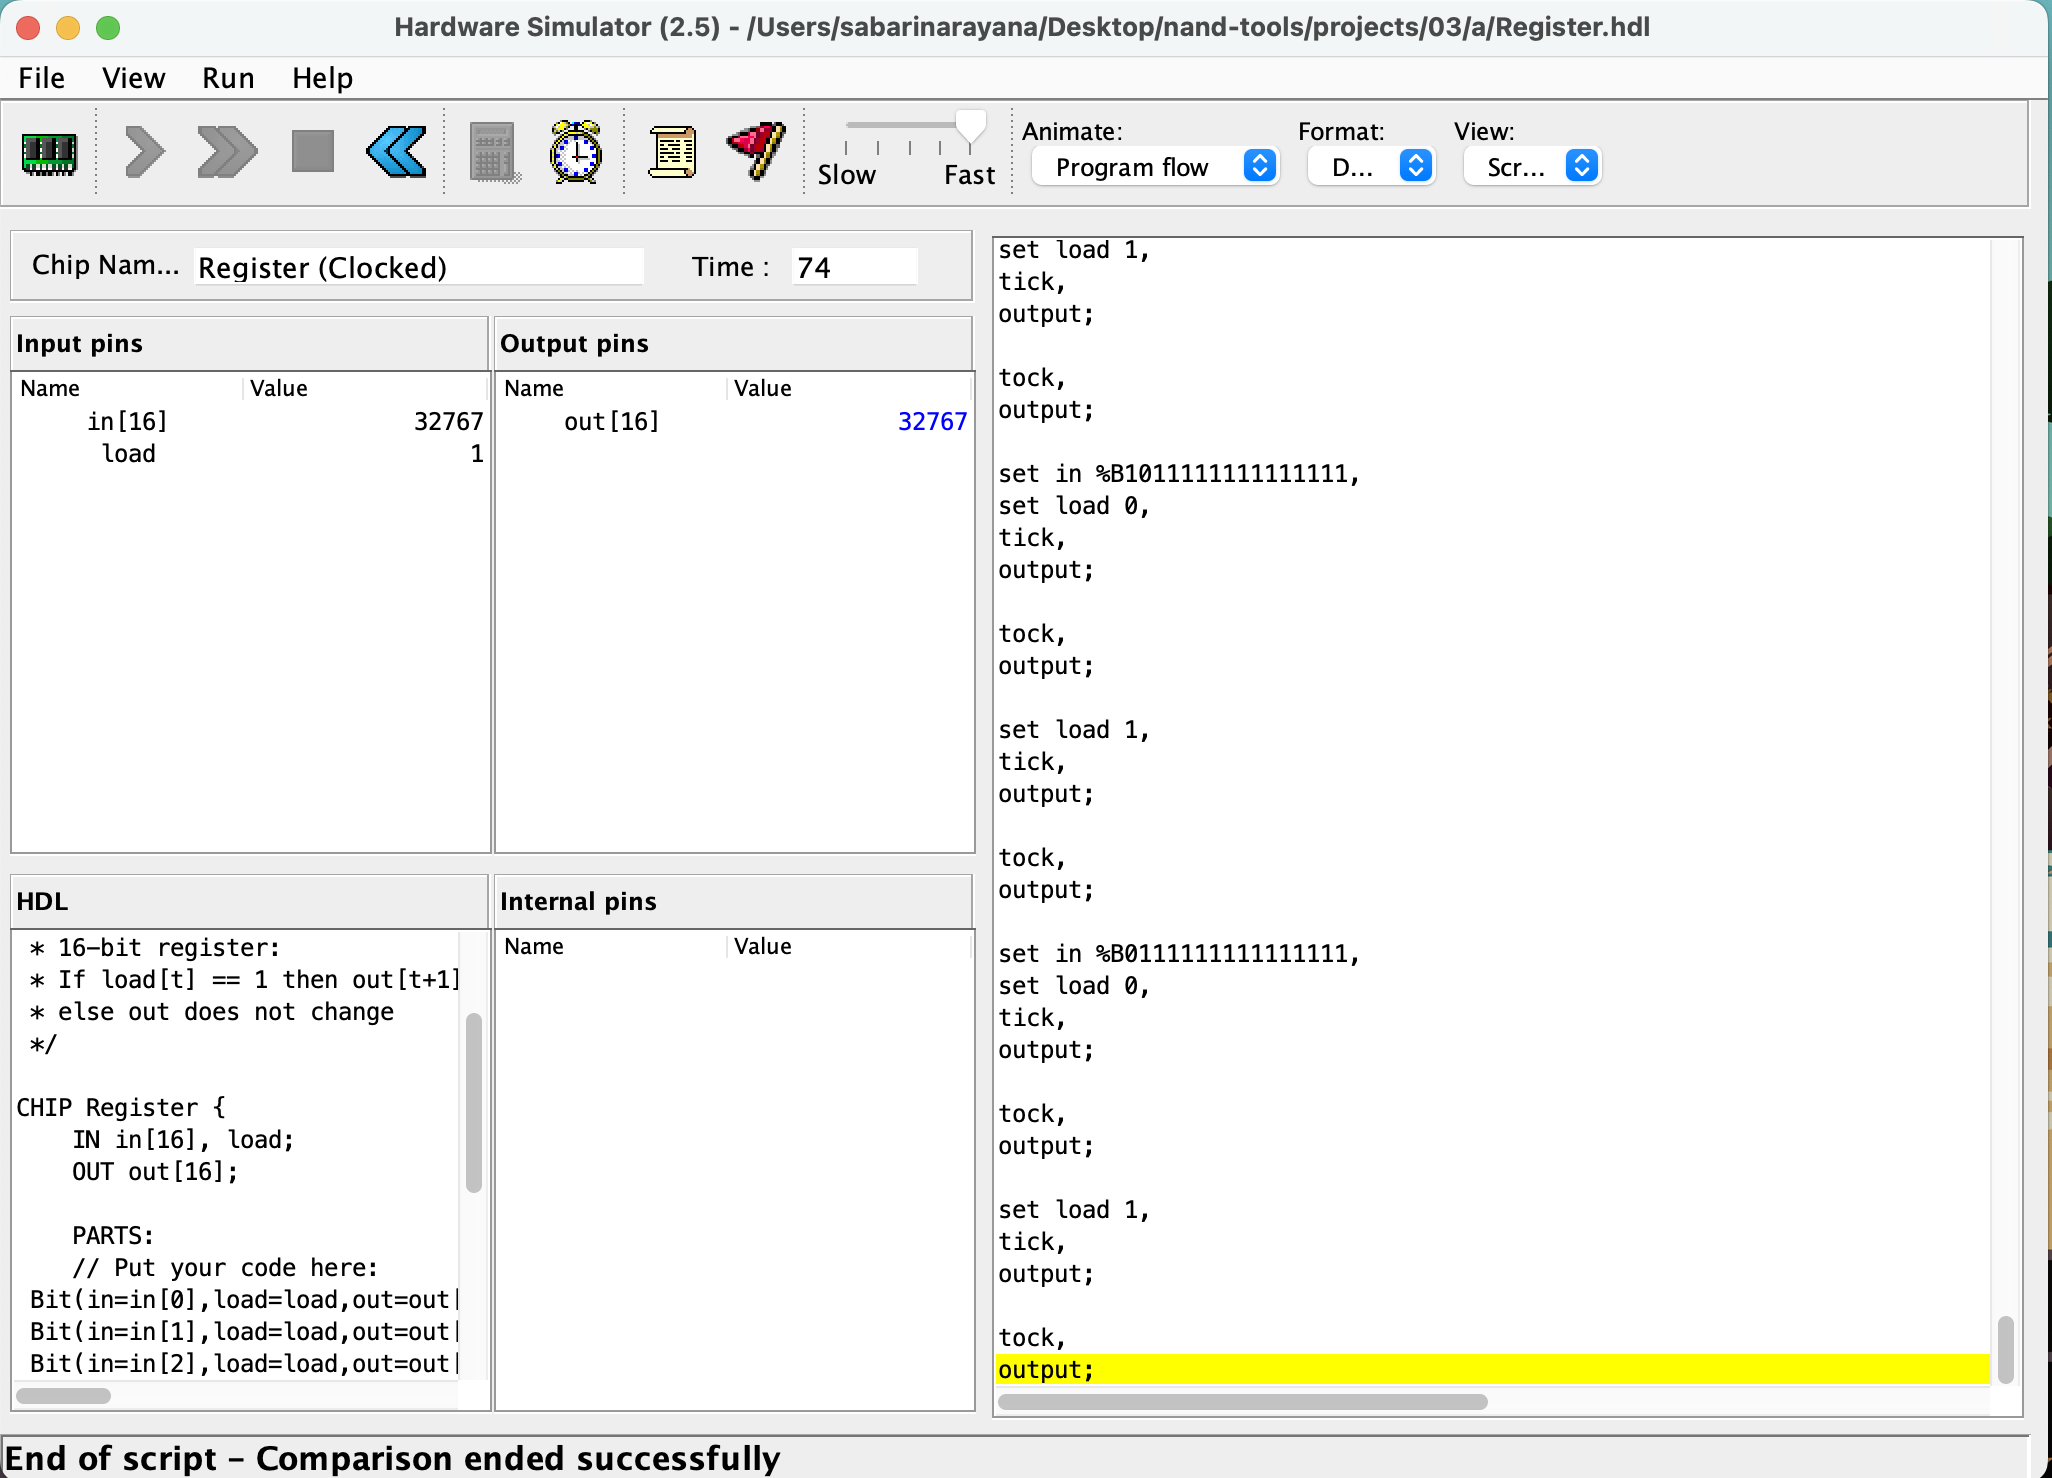 Hardware Simulator (2.5) - /Users/sabarinarayana/Desktop/nand-tools/projects/03/a/Register.hdl
File View Run Help
Slow Fast
Animate: Format: View:
Program flow D... Scr...
Chip Nam... Register (Clocked) Time : 74
Input pins
Name Value
in[16] 32767
load 1
Output pins
Name Value
out[16] 32767
HDL
* 16-bit register:
* If load[t] == 1 then out[t+1]
* else out does not change
*/
CHIP Register {
IN in[16], load;
OUT out[16];
PARTS:
// Put your code here:
Bit(in=in[0],load=load,out=out[
Bit(in=in[1],load=load,out=out[
Bit(in=in[2],load=load,out=out[
Internal pins
Name Value
set load 1,
tick,
output;
tock,
output;
set in %B1011111111111111,
set load 0,
tick,
output;
tock,
output;
set load 1,
tick,
output;
tock,
output;
set in %B0111111111111111,
set load 0,
tick,
output;
tock,
output;
set load 1,
tick,
output;
tock,
output;
End of script - Comparison ended successfully